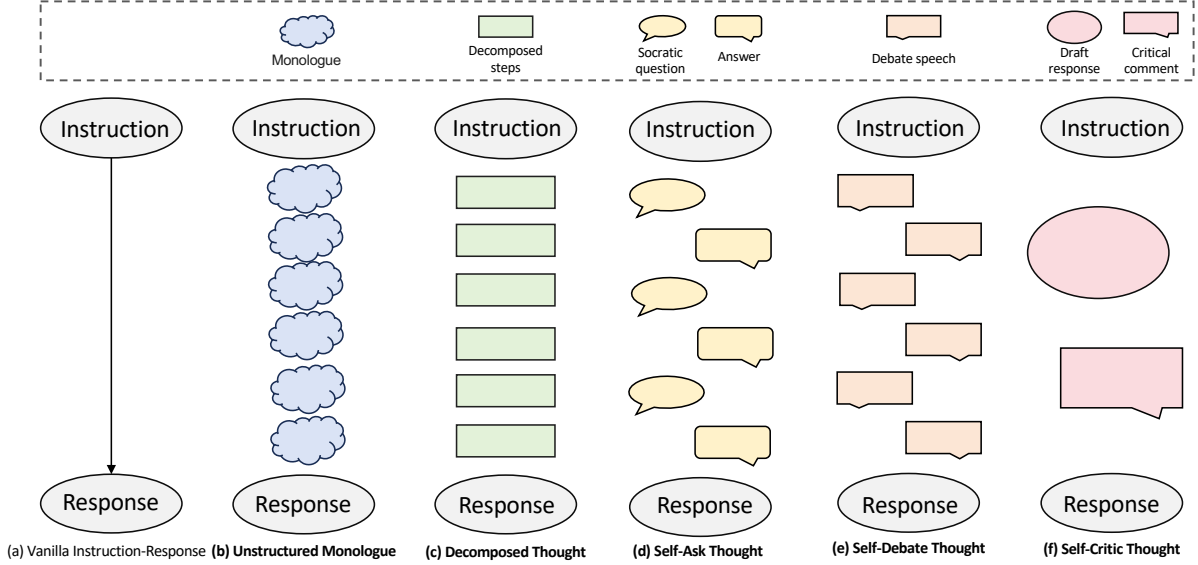 Monologue
Decomposed
steps
Socratic
question
Answer
Debate speech
Draft
response
Critical
comment
Instruction
Instruction
Instruction
Instruction
Instruction
Instruction
Response
Response
Response
Response
Response
Response
(a) Vanilla Instruction-Response
(b) Unstructured Monologue
(c) Decomposed Thought
(d) Self-Ask Thought
(e) Self-Debate Thought
(f) Self-Critic Thought